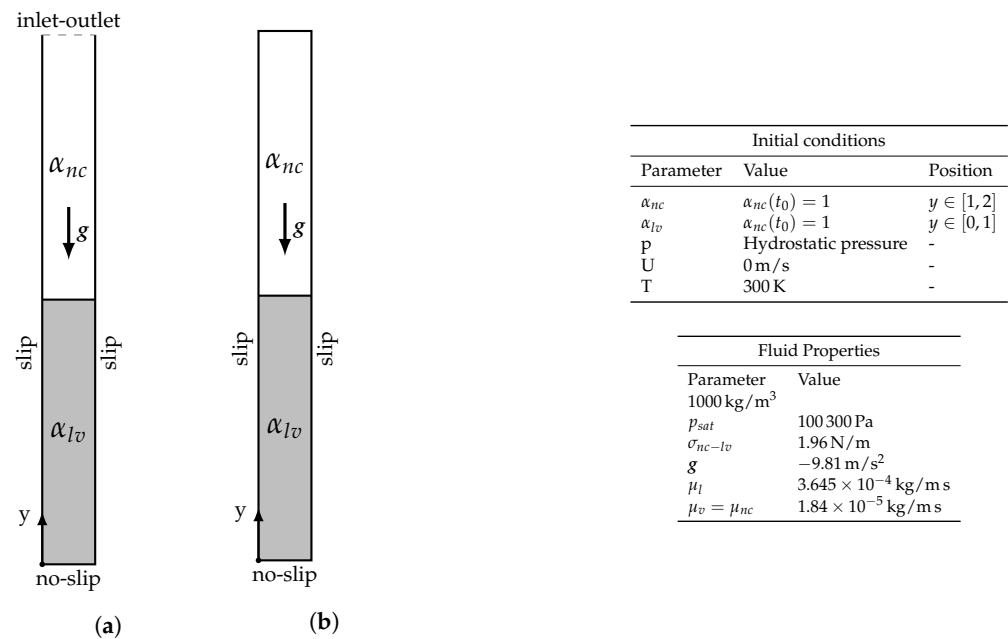 inlet-outlet
α_nc
g
slip
slip
α_lv
y
no-slip
(a)
α_nc
g
slip
slip
α_lv
y
no-slip
(b)
Initial conditions
Parameter Value Position
α_nc α_nc(t_0) = 1 y ∈ [1, 2]
α_lv α_nc(t_0) = 1 y ∈ [0, 1]
p Hydrostatic pressure -
U 0 m/s -
T 300 K -
Fluid Properties
Parameter Value
1000 kg/m^3
p_sat 100 300 Pa
σ_nc−lv 1.96 N/m
g −9.81 m/s^2
μ_l 3.645 × 10^−4 kg/m s
μ_v = μ_nc 1.84 × 10^−5 kg/m s